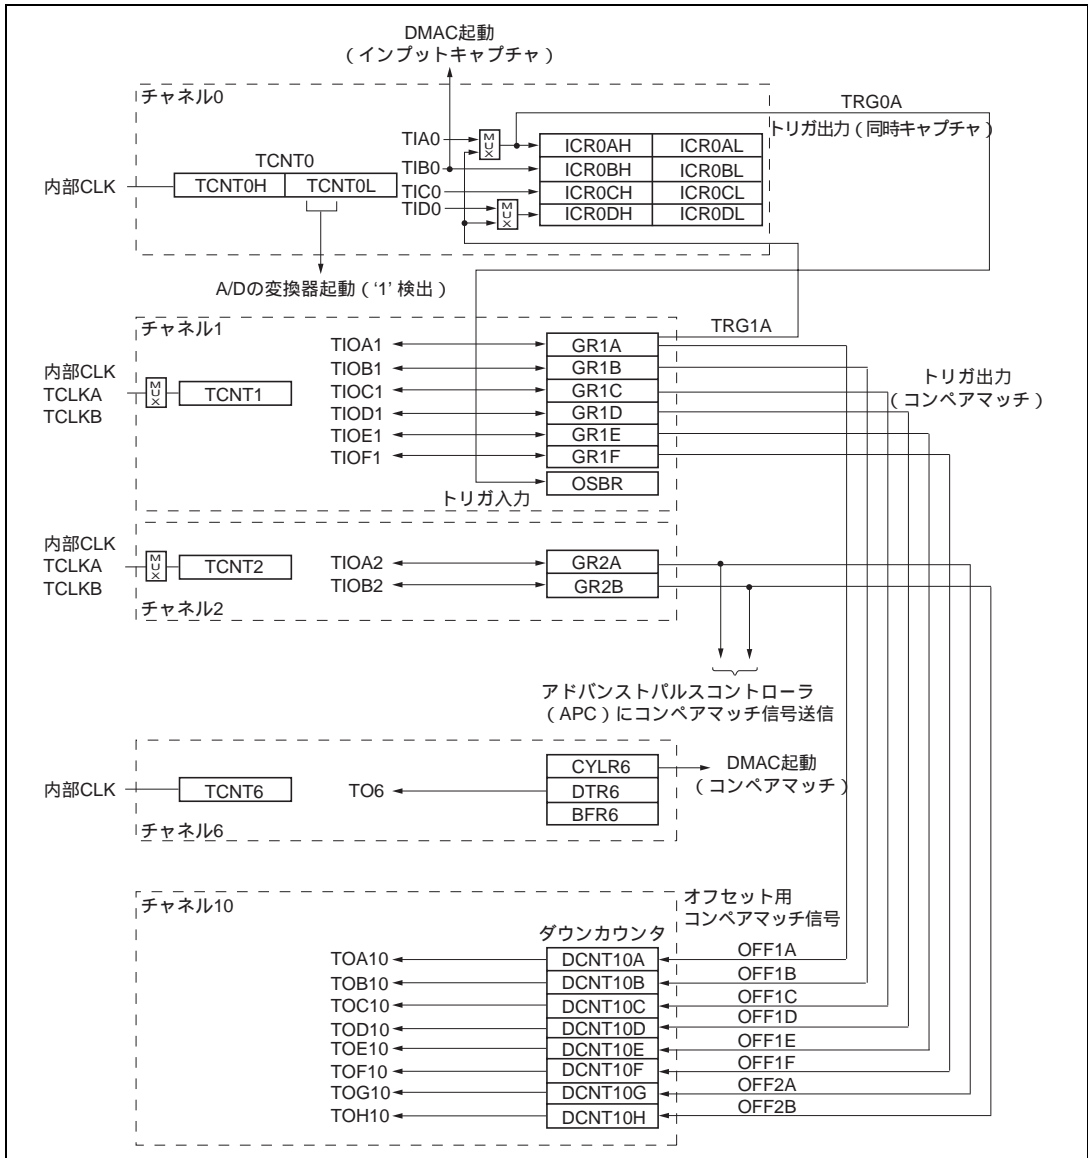 DMAC起動
（インプットキャプチャ）
チャネル0
TRG0A
トリガ出力（同時キャプチャ）
TIA0
MUX
ICR0AH
ICR0AL
TCNT0
TIB0
ICR0BH
ICR0BL
内部CLK
TCNT0H
TCNT0L
TIC0
ICR0CH
ICR0CL
TID0
MUX
ICR0DH
ICR0DL
A/Dの変換器起動（‘1’ 検出）
チャネル1
TRG1A
TIOA1
GR1A
内部CLK
TCLKA
TCLKB
MUX
TCNT1
TIOB1
GR1B
TIOC1
GR1C
TIOD1
GR1D
TIOE1
GR1E
TIOF1
GR1F
トリガ出力
（コンペアマッチ）
OSBR
トリガ入力
内部CLK
TCLKA
TCLKB
MUX
TCNT2
TIOA2
GR2A
TIOB2
GR2B
チャネル2
アドバンストパルスコントローラ
（APC）にコンペアマッチ信号送信
内部CLK
TCNT6
TO6
CYLR6
DTR6
BFR6
DMAC起動
（コンペアマッチ）
チャネル6
チャネル10
オフセット用
コンペアマッチ信号
ダウンカウンタ
TOA10
DCNT10A
OFF1A
TOB10
DCNT10B
OFF1B
TOC10
DCNT10C
OFF1C
TOD10
DCNT10D
OFF1D
TOE10
DCNT10E
OFF1E
TOF10
DCNT10F
OFF1F
TOG10
DCNT10G
OFF2A
TOH10
DCNT10H
OFF2B